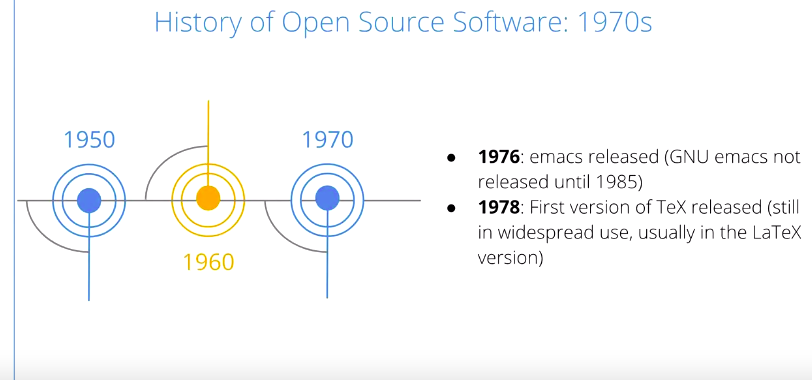 History of Open Source Software: 1970s
1950
1970
1960
● 1976: emacs released (GNU emacs not
released until 1985)
● 1978: First version of TeX released (still
in widespread use, usually in the LaTeX
version)